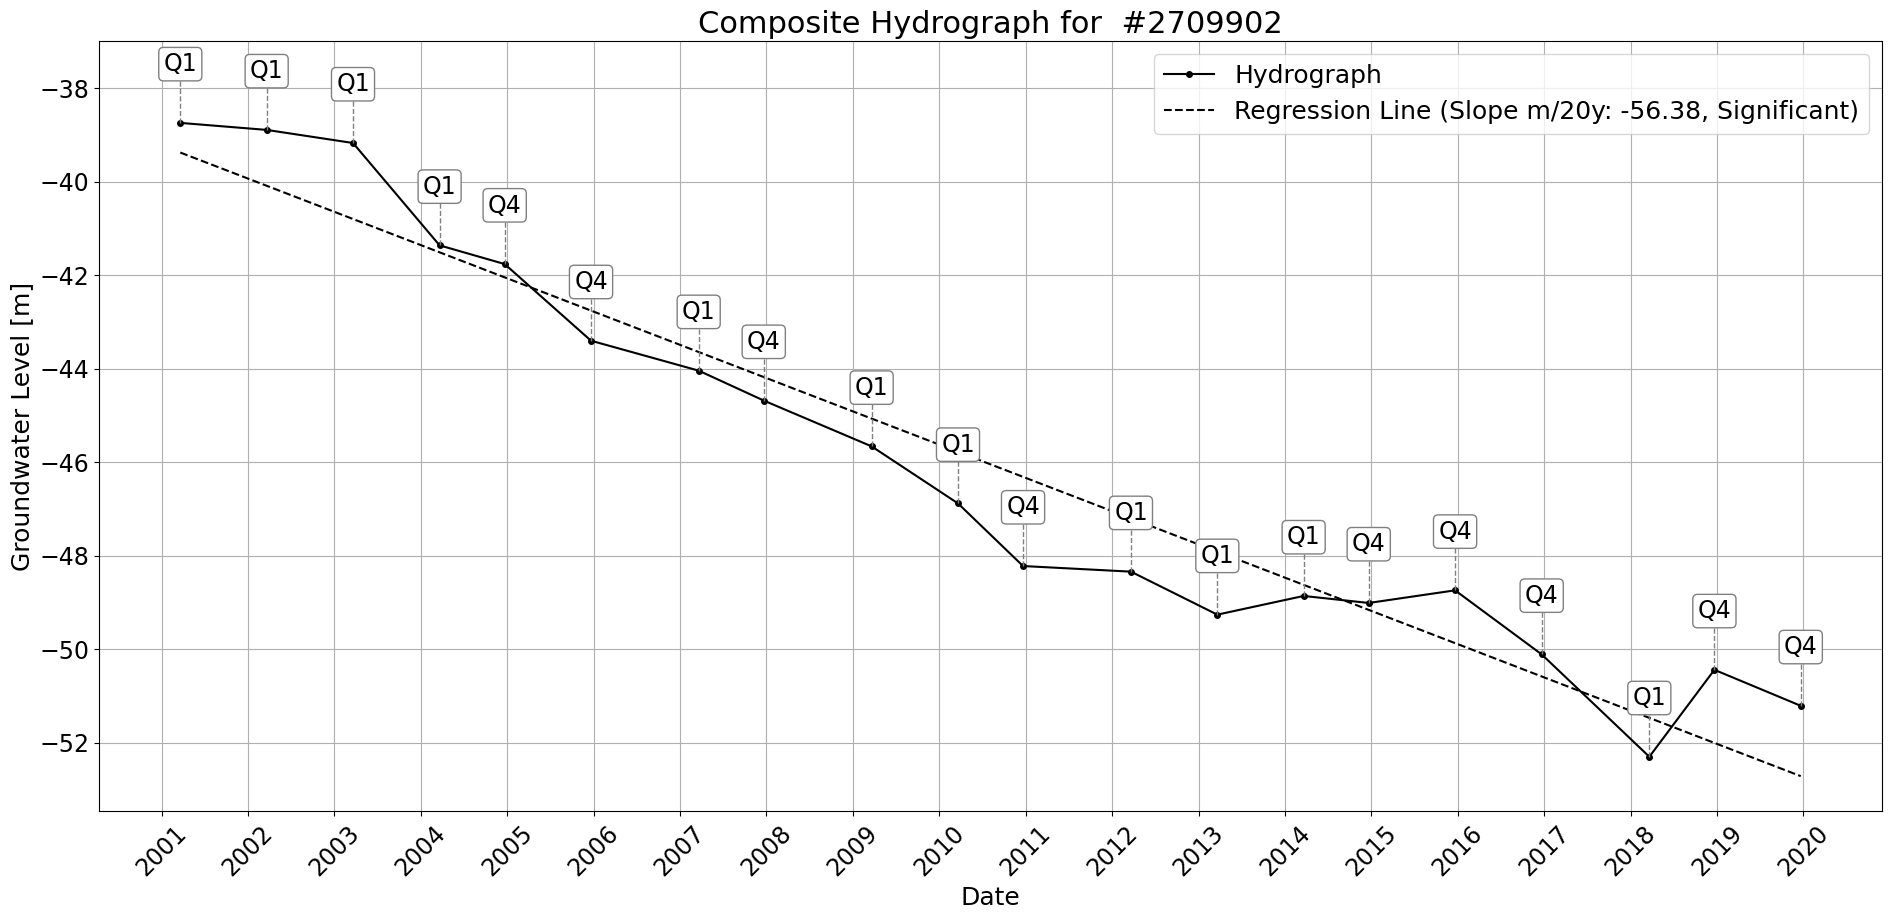 Composite Hydrograph for  #2709902
Hydrograph
Regression Line (Slope m/20y: -56.38, Significant)
Q1
Q1
Q1
Q1
Q4
Q4
Q1
Q4
Q1
Q1
Q4
Q1
Q1
Q1
Q4
Q4
Q4
Q1
Q4
Q4
Groundwater Level [m]
−38
−40
−42
−44
−46
−48
−50
−52
2001
2002
2003
2004
2005
2006
2007
2008
2009
2010
2011
2012
2013
2014
2015
2016
2017
2018
2019
2020
Date